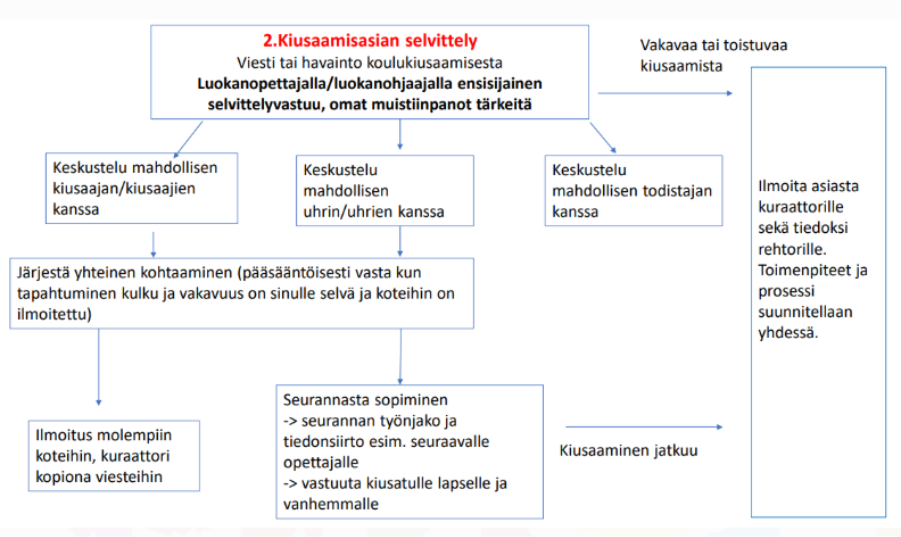 2.Kiusaamisasian selvittely
Viesti tai havainto koulukiusaamisesta
Luokanopettajalla/luokanohjaajalla ensisijainen
selvittelyvastuu, omat muistiinpanot tärkeitä
Vakavaa tai toistuvaa
kiusaamista
Keskustelu mahdollisen
kiusaajan/kiusaajien
kanssa
Keskustelu
mahdollisen
uhrin/uhrien kanssa
Keskustelu
mahdollisen todistajan
kanssa
Ilmoita asiasta
kuraattorille
sekä tiedoksi
rehtorille.
Toimenpiteet ja
prosessi
suunnitellaan
yhdessä.
Järjestä yhteinen kohtaaminen (pääsääntöisesti vasta kun
tapahtuminen kulku ja vakavuus on sinulle selvä ja koteihin on
ilmoitettu)
Ilmoitus molempiin
koteihin, kuraattori
kopiona viesteihin
Seurannasta sopiminen
-> seurannan työnjako ja
tiedonsiirto esim. seuraavalle
opettajalle
-> vastuuta kiusatulle lapselle ja
vanhemmalle
Kiusaaminen jatkuu